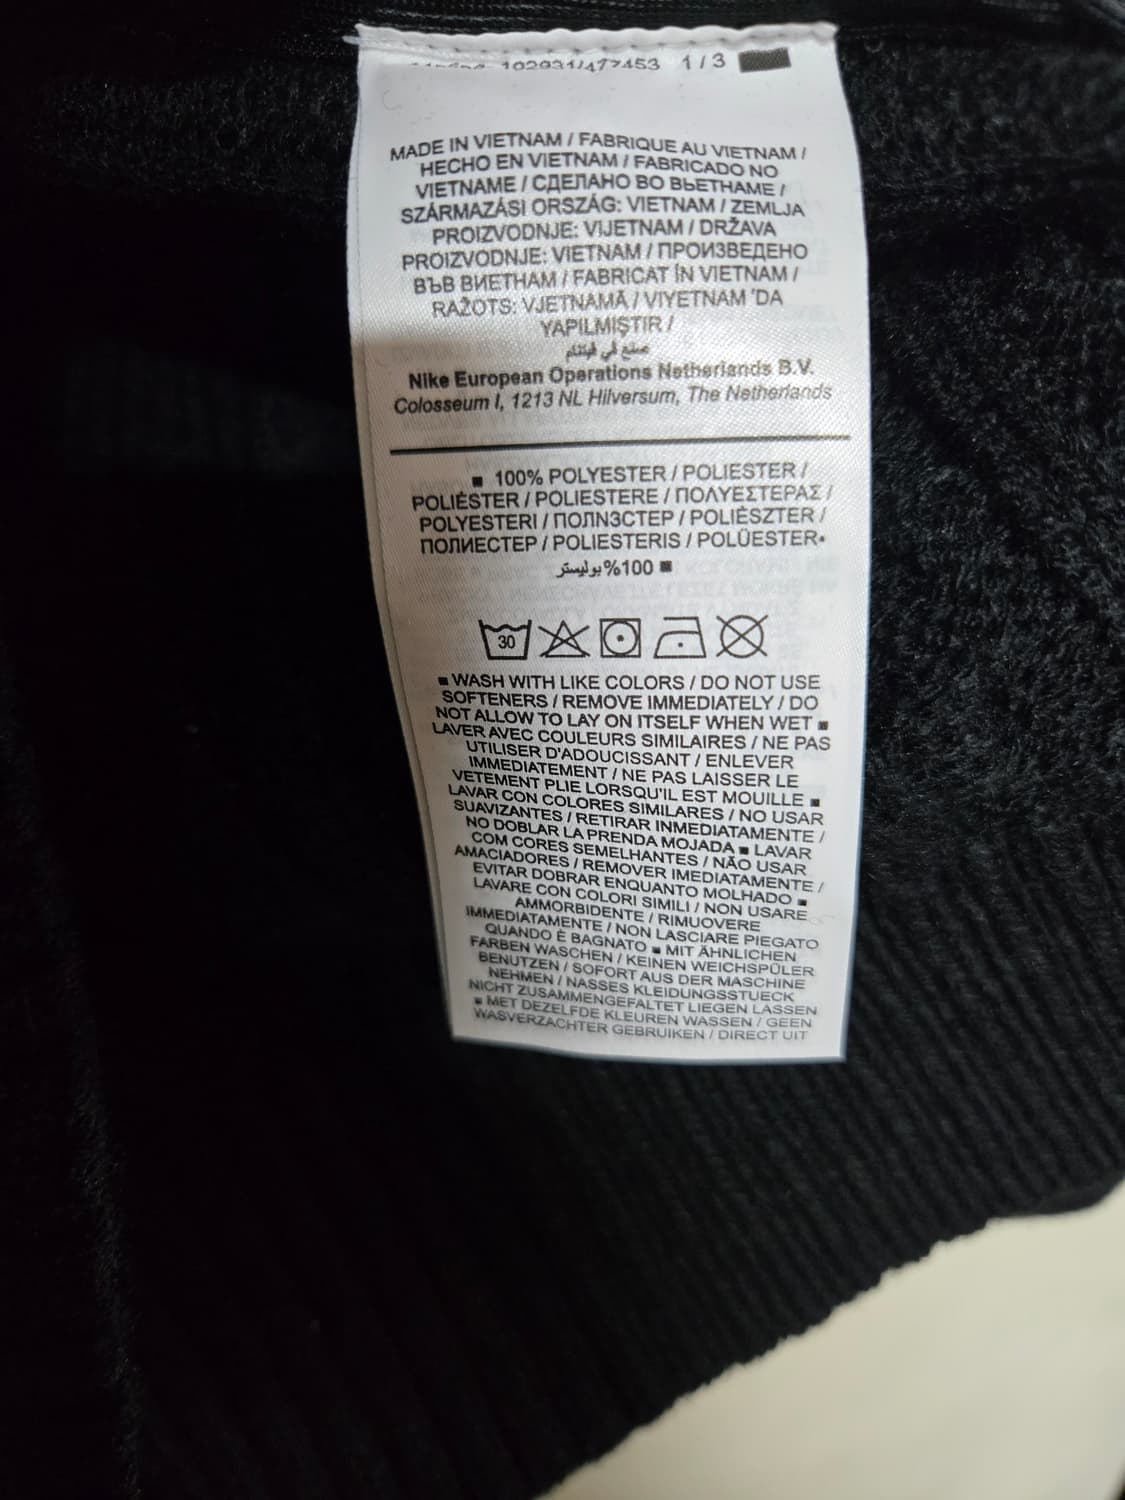 102931/477453 1 / 3
MADE IN VIETNAM / FABRIQUE AU VIETNAM /
HECHO EN VIETNAM / FABRICADO NO
VIETNAME / СДЕЛАНО ВО ВЬЕТНАМЕ /
SZÁRMAZÁSI ORSZÁG: VIETNAM / ZEMLJA
PROIZVODNJE: VIJETNAM / DRŽAVA
PROIZVODNJE: VIETNAM / ПРОИЗВЕДЕНО
ВЪВ ВИЕТНАМ / FABRICAT ÎN VIETNAM /
RAŽOTS: VJETNAMĀ / VIYETNAM 'DA
YAPILMIŞTIR /
صنع في فيتنام
Nike European Operations Netherlands B.V.
Colosseum I, 1213 NL Hilversum, The Netherlands
■ 100% POLYESTER / POLIESTER /
POLIÉSTER / POLIESTERE / ΠΟΛΥΕΣΤΕΡΑΣ /
POLYESTERI / ПОЛИЗСТЕР / POLIÉSZTER /
ПОЛИЕСТЕР / POLIESTERIS / POLÜESTER•
■ 100% بوليستر
30
■ WASH WITH LIKE COLORS / DO NOT USE
SOFTENERS / REMOVE IMMEDIATELY / DO
NOT ALLOW TO LAY ON ITSELF WHEN WET ■
LAVER AVEC COULEURS SIMILAIRES / NE PAS
UTILISER D'ADOUCISSANT / ENLEVER
IMMEDIATEMENT / NE PAS LAISSER LE
VETEMENT PLIE LORSQU'IL EST MOUILLE ■
LAVAR CON COLORES SIMILARES / NO USAR
SUAVIZANTES / RETIRAR INMEDIATAMENTE /
NO DOBLAR LA PRENDA MOJADA ■ LAVAR
COM CORES SEMELHANTES / NÃO USAR
AMACIADORES / REMOVER IMEDIATAMENTE /
EVITAR DOBRAR ENQUANTO MOLHADO ■
LAVARE CON COLORI SIMILI / NON USARE
AMMORBIDENTE / RIMUOVERE
IMMEDIATAMENTE / NON LASCIARE PIEGATO
QUANDO È BAGNATO ■ MIT ÄHNLICHEN
FARBEN WASCHEN / KEINEN WEICHSPÜLER
BENUTZEN / SOFORT AUS DER MASCHINE
NEHMEN / NASSES KLEIDUNGSSTUECK
NICHT ZUSAMMENGEFALTET LIEGEN LASSEN
■ MET DEZELFDE KLEUREN WASSEN / GEEN
WASVERZACHTER GEBRUIKEN / DIRECT UIT